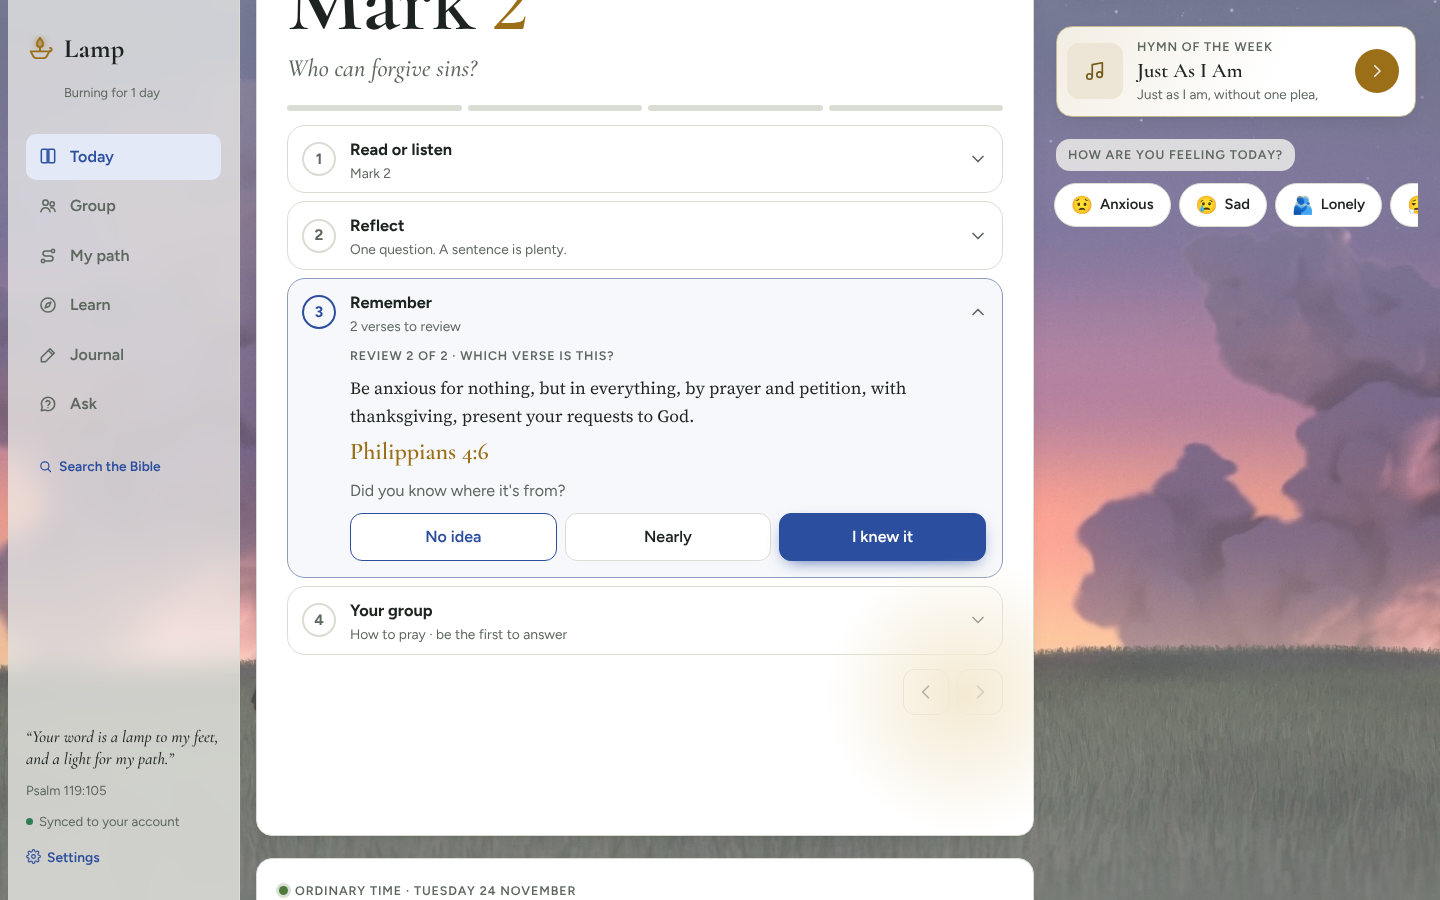 Lamp
Burning for 1 day
Today
Group
My path
Learn
Journal
Ask
Search the Bible
“Your word is a lamp to my feet,
and a light for my path.”
Psalm 119:105
Synced to your account
Settings
Mark 2
Who can forgive sins?
1
Read or listen
Mark 2
2
Reflect
One question. A sentence is plenty.
3
Remember
2 verses to review
REVIEW 2 OF 2 · WHICH VERSE IS THIS?
Be anxious for nothing, but in everything, by prayer and petition, with
thanksgiving, present your requests to God.
Philippians 4:6
Did you know where it's from?
No idea
Nearly
I knew it
4
Your group
How to pray · be the first to answer
ORDINARY TIME · TUESDAY 24 NOVEMBER
HYMN OF THE WEEK
Just As I Am
Just as I am, without one plea,
HOW ARE YOU FEELING TODAY?
Anxious
Sad
Lonely